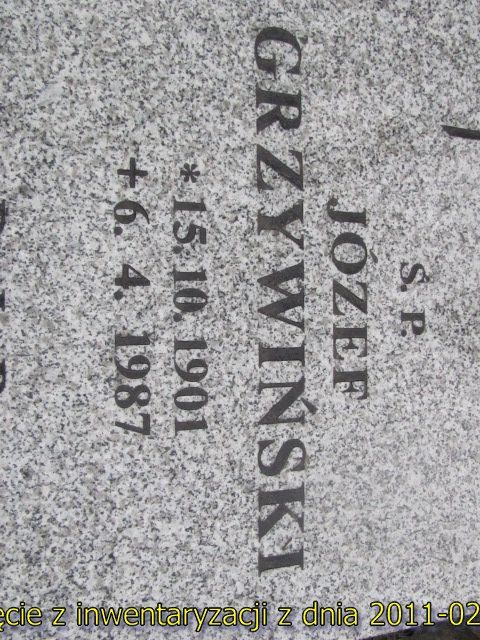 Ś. P.
JÓZEF
GRZYWIŃSKI
* 15. 10. 1901
+ 6. 4. 1987
ęcie z inwentaryzacji z dnia 2011-02